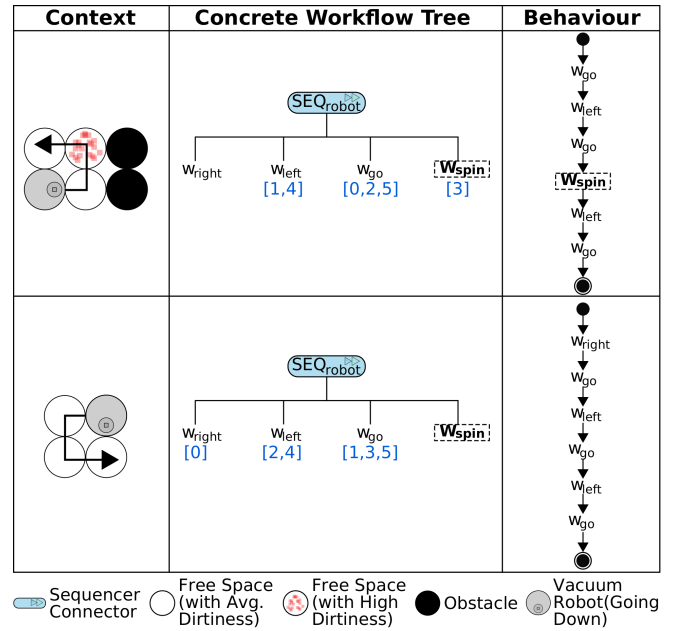 Context Concrete Workflow Tree Behaviour
SEQrobot
wright wleft wgo wspin
[1,4] [0,2,5] [3]
wgo
wleft
wgo
wspin
wleft
wgo
SEQrobot
wright wleft wgo wspin
[0] [2,4] [1,3,5]
wright
wgo
wleft
wgo
wleft
wgo
Sequencer
Connector
Free Space
(with Avg.
Dirtiness)
Free Space
(with High
Dirtiness)
Obstacle
Vacuum
Robot(Going
Down)